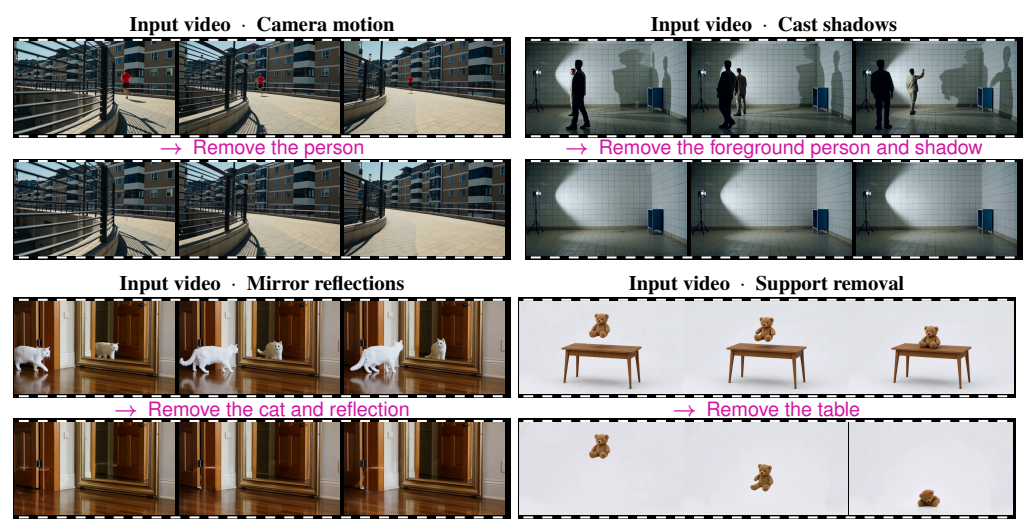 Input video · Camera motion
Input video · Cast shadows
→ Remove the person
→ Remove the foreground person and shadow
Input video · Mirror reflections
Input video · Support removal
→ Remove the cat and reflection
→ Remove the table